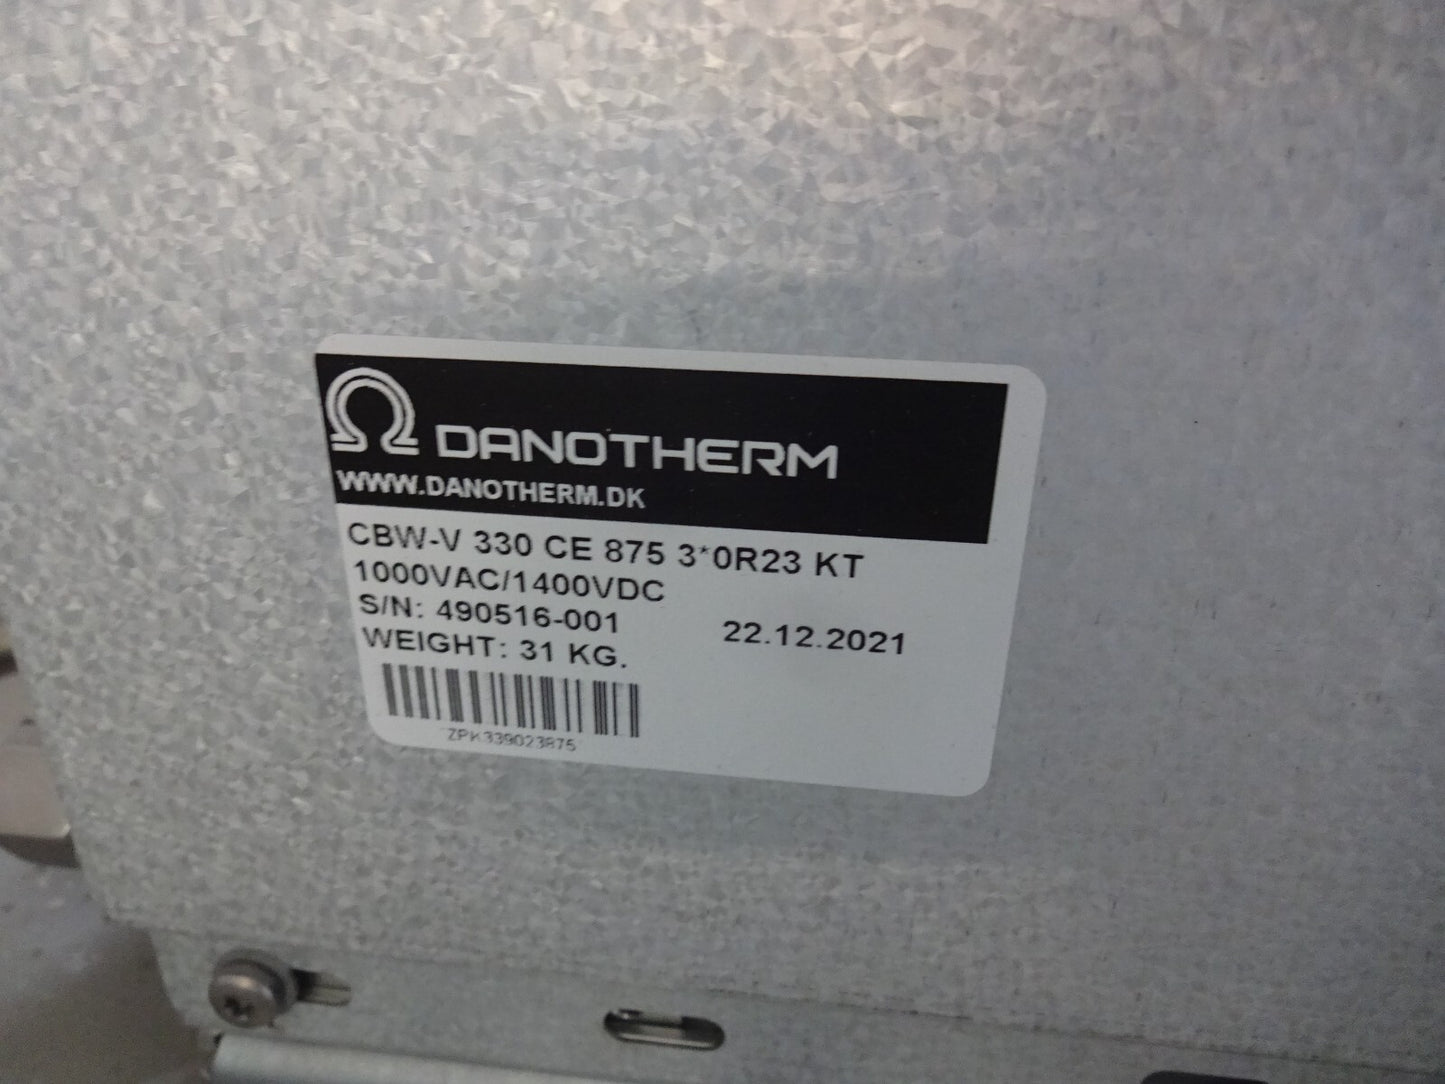 DANOTHERM
WWW.DANOTHERM.DK
CBW-V 330 CE 875 3*0R23 KT
1000VAC/1400VDC
S/N: 490516-001 22.12.2021
WEIGHT: 31 KG.
ZPK339023875